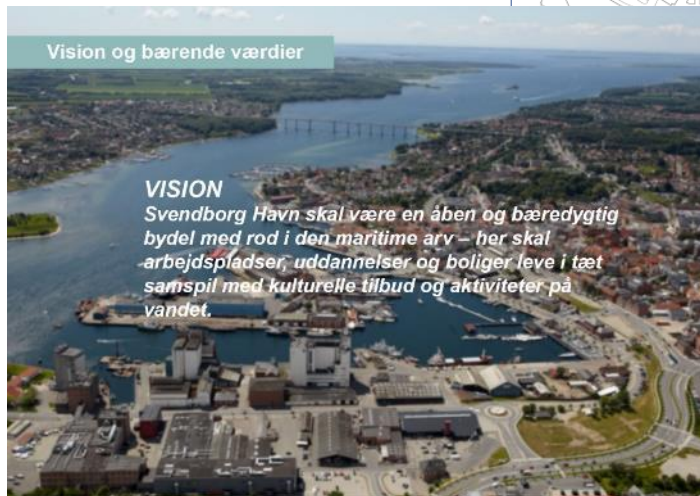 Vision og bærende værdier
VISION
Svendborg Havn skal være en åben og bæredygtig
bydel med rod i den maritime arv – her skal
arbejdspladser, uddannelser og boliger leve i tæt
samspil med kulturelle tilbud og aktiviteter på
vandet.